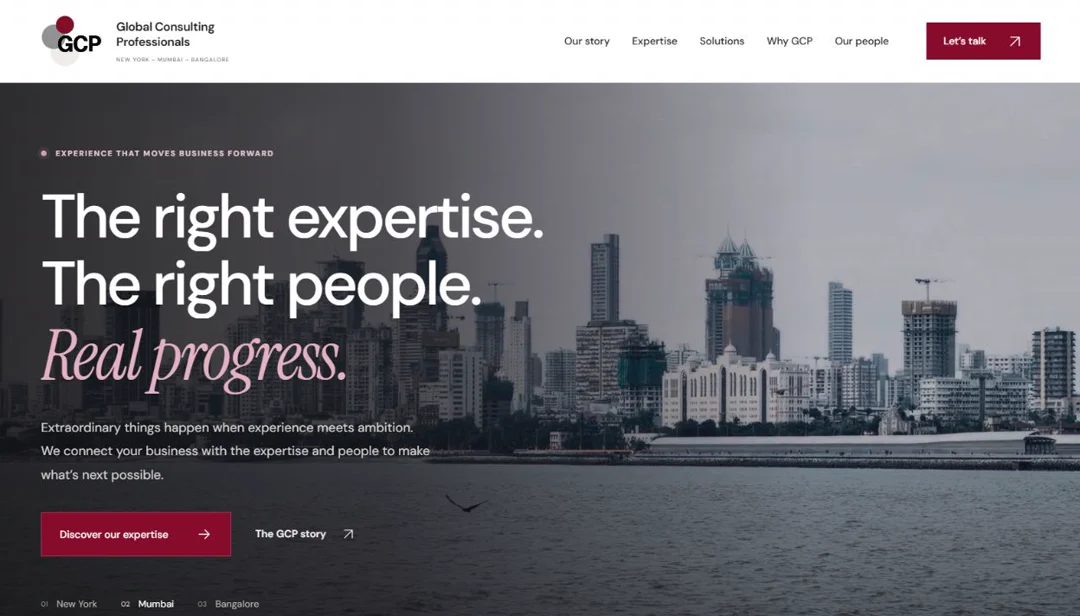 GCP
Global Consulting
Professionals
NEW YORK – MUMBAI – BANGALORE
Our story
Expertise
Solutions
Why GCP
Our people
Let's talk
EXPERIENCE THAT MOVES BUSINESS FORWARD
The right expertise.
The right people.
Real progress.
Extraordinary things happen when experience meets ambition.
We connect your business with the expertise and people to make
what's next possible.
Discover our expertise
The GCP story
01 New York
02 Mumbai
03 Bangalore